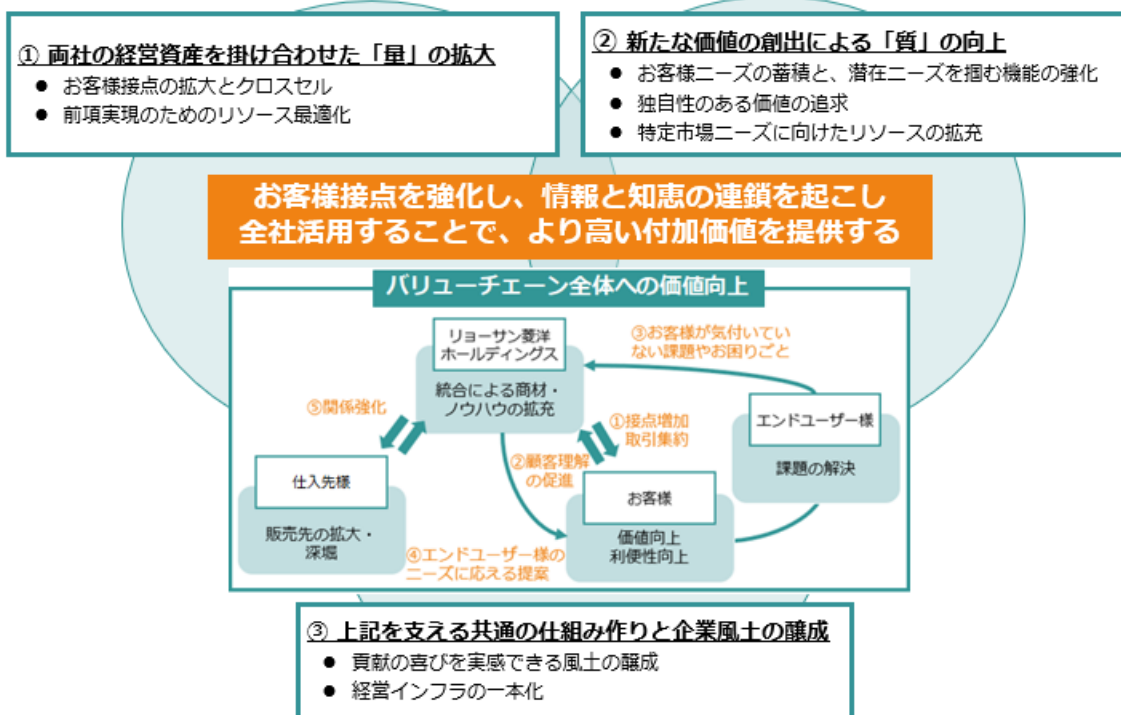 ① 両社の経営資産を掛け合わせた「量」の拡大
● お客様接点の拡大とクロスセル
● 前項実現のためのリソース最適化
② 新たな価値の創出による「質」の向上
● お客様ニーズの蓄積と、潜在ニーズを掴む機能の強化
● 独自性のある価値の追求
● 特定市場ニーズに向けたリソースの拡充
お客様接点を強化し、情報と知恵の連鎖を起こし
全社活用することで、より高い付加価値を提供する
バリューチェーン全体への価値向上
リョーサン菱洋
ホールディングス
統合による商材・
ノウハウの拡充
③お客様が気付いてい
ない課題やお困りごと
⑤関係強化
①接点増加
取引集約
エンドユーザー様
課題の解決
②顧客理解
の促進
仕入先様
販売先の拡大・
深堀
お客様
価値向上
利便性向上
④エンドユーザー様の
ニーズに応える提案
③ 上記を支える共通の仕組み作りと企業風土の醸成
● 貢献の喜びを実感できる風土の醸成
● 経営インフラの一本化